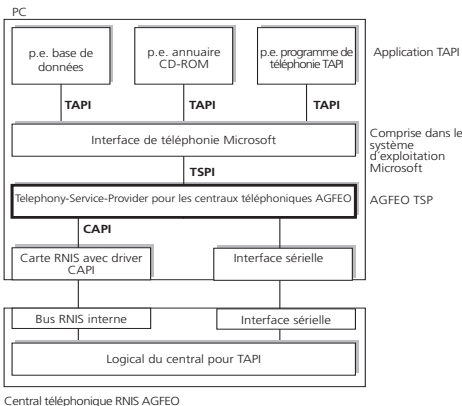 PC
p.e. base de
données
p.e. annuaire
CD-ROM
p.e. programme de
téléphonie TAPI
Application TAPI
TAPI
TAPI
TAPI
Interface de téléphonie Microsoft
Comprise dans le
système
d'exploitation
Microsoft
TSPI
Telephony-Service-Provider pour les centraux téléphoniques AGFEO
AGFEO TSP
CAPI
Carte RNIS avec driver
CAPI
Interface sérielle
Bus RNIS interne
Interface sérielle
Logical du central pour TAPI
Central téléphonique RNIS AGFEO